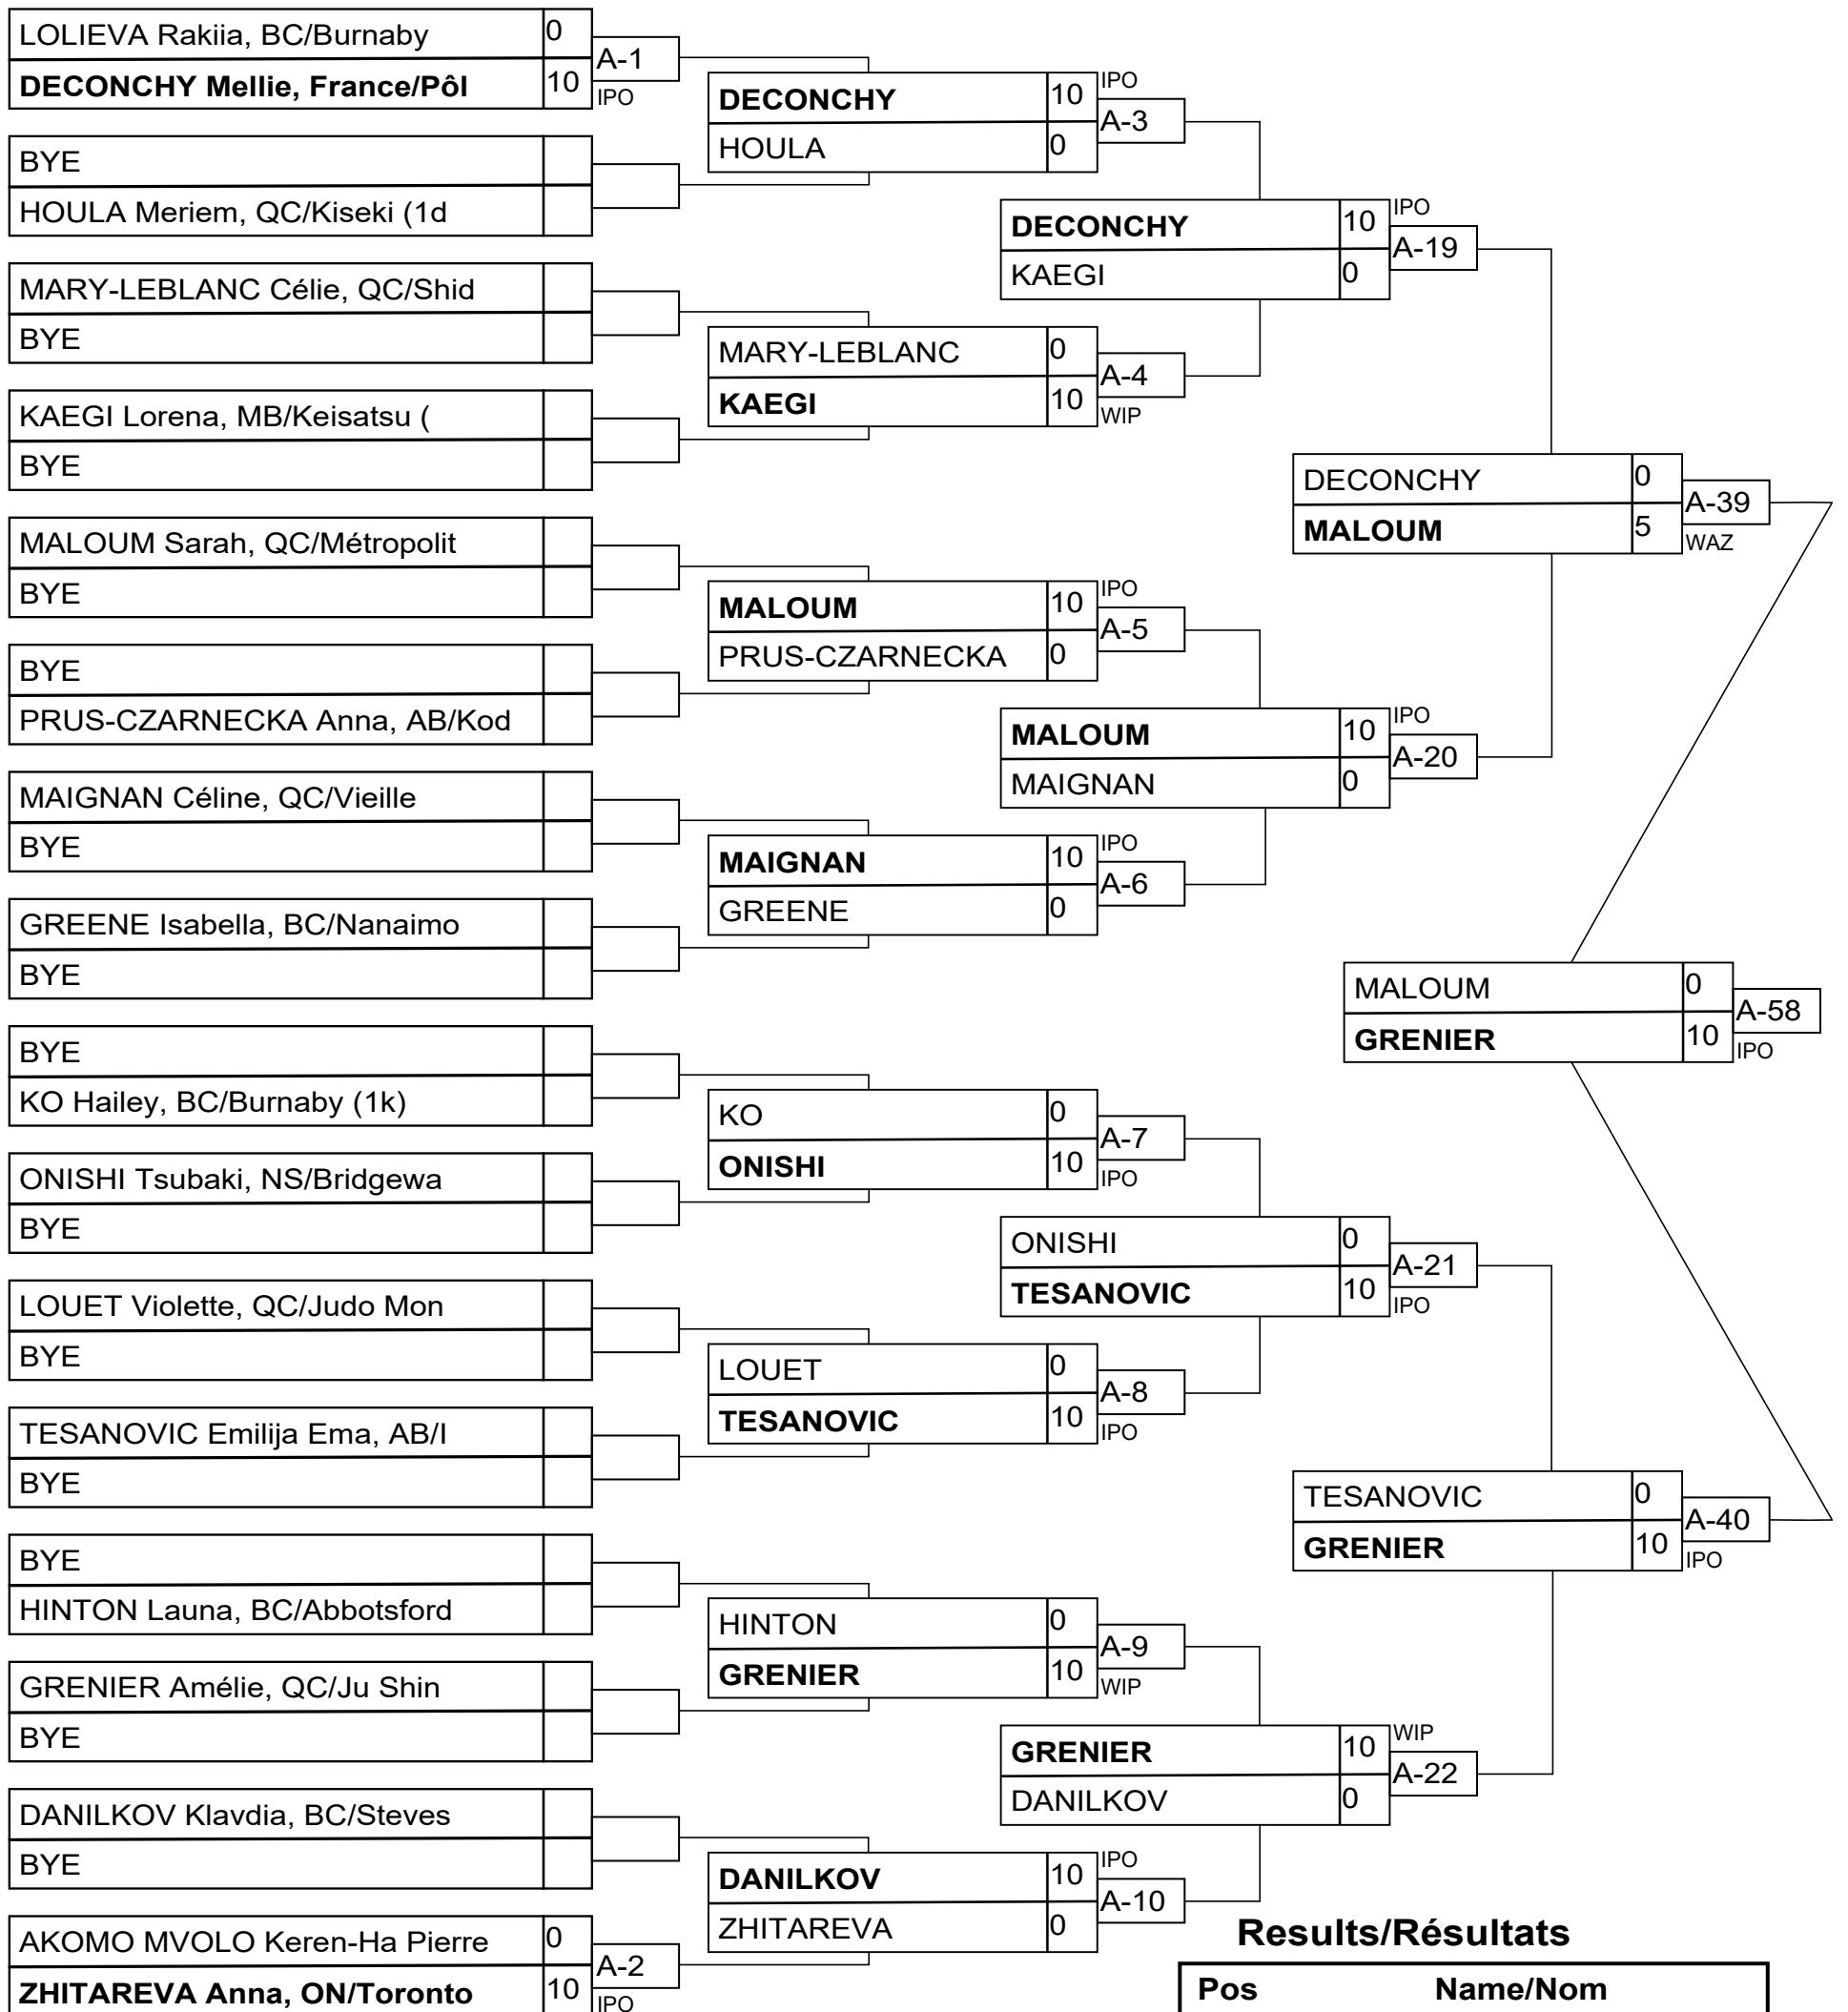 LOLIEVA Rakiia, BC/Burnaby 0
DECONCHY Mellie, France/Pôl 10
A-1
IPO
BYE
HOULA Meriem, QC/Kiseki (1d
MARY-LEBLANC Célie, QC/Shid
BYE
KAEGI Lorena, MB/Keisatsu (
BYE
MALOUM Sarah, QC/Métropolit
BYE
BYE
PRUS-CZARNECKA Anna, AB/Kod
MAIGNAN Céline, QC/Vieille
BYE
GREENE Isabella, BC/Nanaimo
BYE
BYE
KO Hailey, BC/Burnaby (1k)
ONISHI Tsubaki, NS/Bridgewa
BYE
LOUET Violette, QC/Judo Mon
BYE
TESANOVIC Emilija Ema, AB/I
BYE
BYE
HINTON Launa, BC/Abbotsford
GRENIER Amélie, QC/Ju Shin
BYE
DANILKOV Klavdia, BC/Steves
BYE
AKOMO MVOLO Keren-Ha Pierre 0
ZHITAREVA Anna, ON/Toronto 10
A-2
IPO
DECONCHY 10
HOULA 0
IPO
A-3
MARY-LEBLANC 0
KAEGI 10
A-4
WIP
MALOUM 10
PRUS-CZARNECKA 0
IPO
A-5
MAIGNAN 10
GREENE 0
IPO
A-6
KO 0
ONISHI 10
A-7
IPO
LOUET 0
TESANOVIC 10
A-8
IPO
HINTON 0
GRENIER 10
A-9
WIP
DANILKOV 10
ZHITAREVA 0
IPO
A-10
DECONCHY 10
KAEGI 0
IPO
A-19
MALOUM 10
MAIGNAN 0
IPO
A-20
ONISHI 0
TESANOVIC 10
A-21
IPO
GRENIER 10
DANILKOV 0
WIP
A-22
DECONCHY 0
MALOUM 5
A-39
WAZ
TESANOVIC 0
GRENIER 10
A-40
IPO
MALOUM 0
GRENIER 10
A-58
IPO
Results/Résultats
Pos Name/Nom